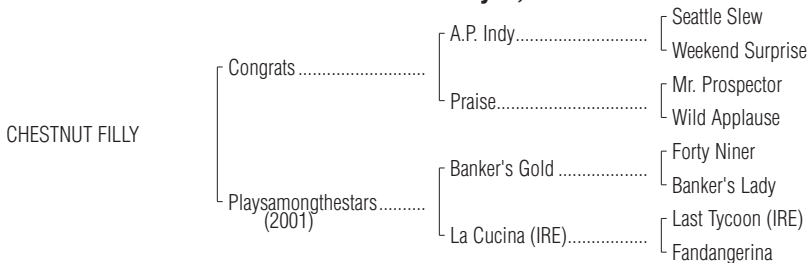 Seattle Slew
A.P. Indy..............................
Weekend Surprise
Congrats ..........................
Mr. Prospector
Praise..................................
Wild Applause
CHESTNUT FILLY
Forty Niner
Banker's Gold ....................
Banker's Lady
Playsamongthestars..........
(2001)
Last Tycoon (IRE)
La Cucina (IRE)..................
Fandangerina